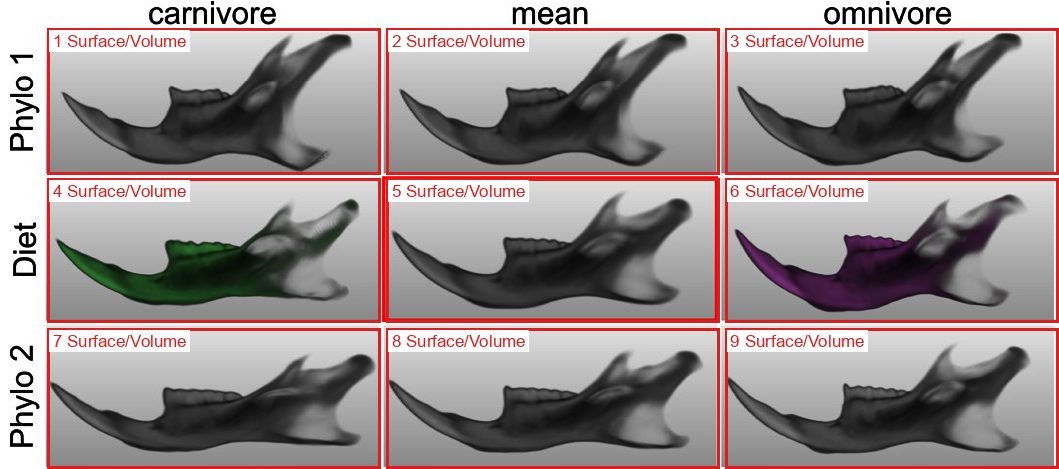 carnivore mean omnivore
Phylo 1
1 Surface/Volume 2 Surface/Volume 3 Surface/Volume
Diet
4 Surface/Volume 5 Surface/Volume 6 Surface/Volume
Phylo 2
7 Surface/Volume 8 Surface/Volume 9 Surface/Volume